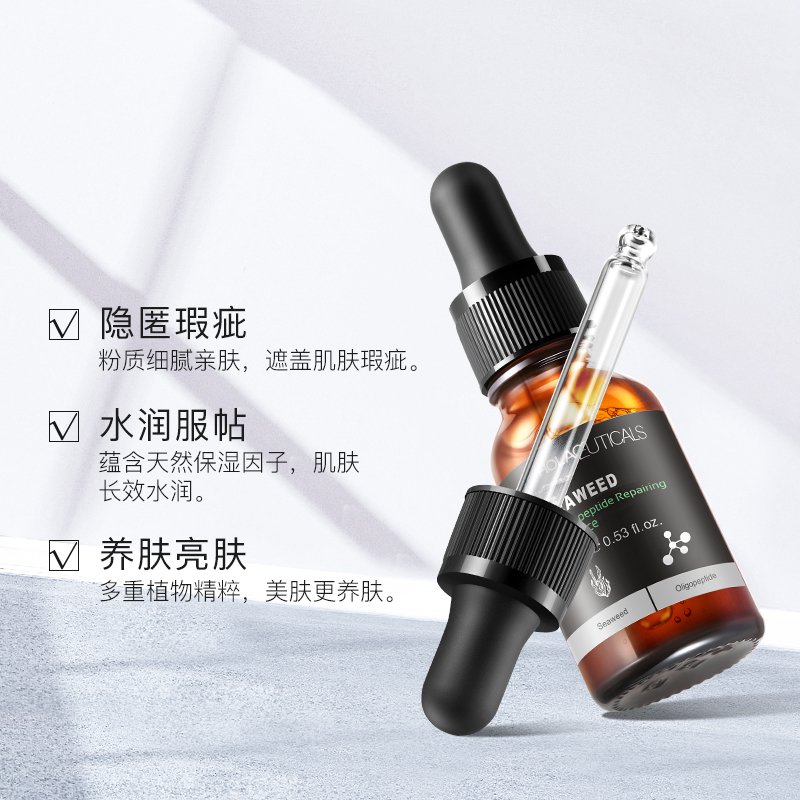 隐匿瑕疵
粉质细腻亲肤，遮盖肌肤瑕疵。
水润服帖
蕴含天然保湿因子，肌肤
长效水润。
养肤亮肤
多重植物精粹，美肤更养肤。
peptide Repairing
0.53 fl.oz.
Seaweed
Oligopeptide